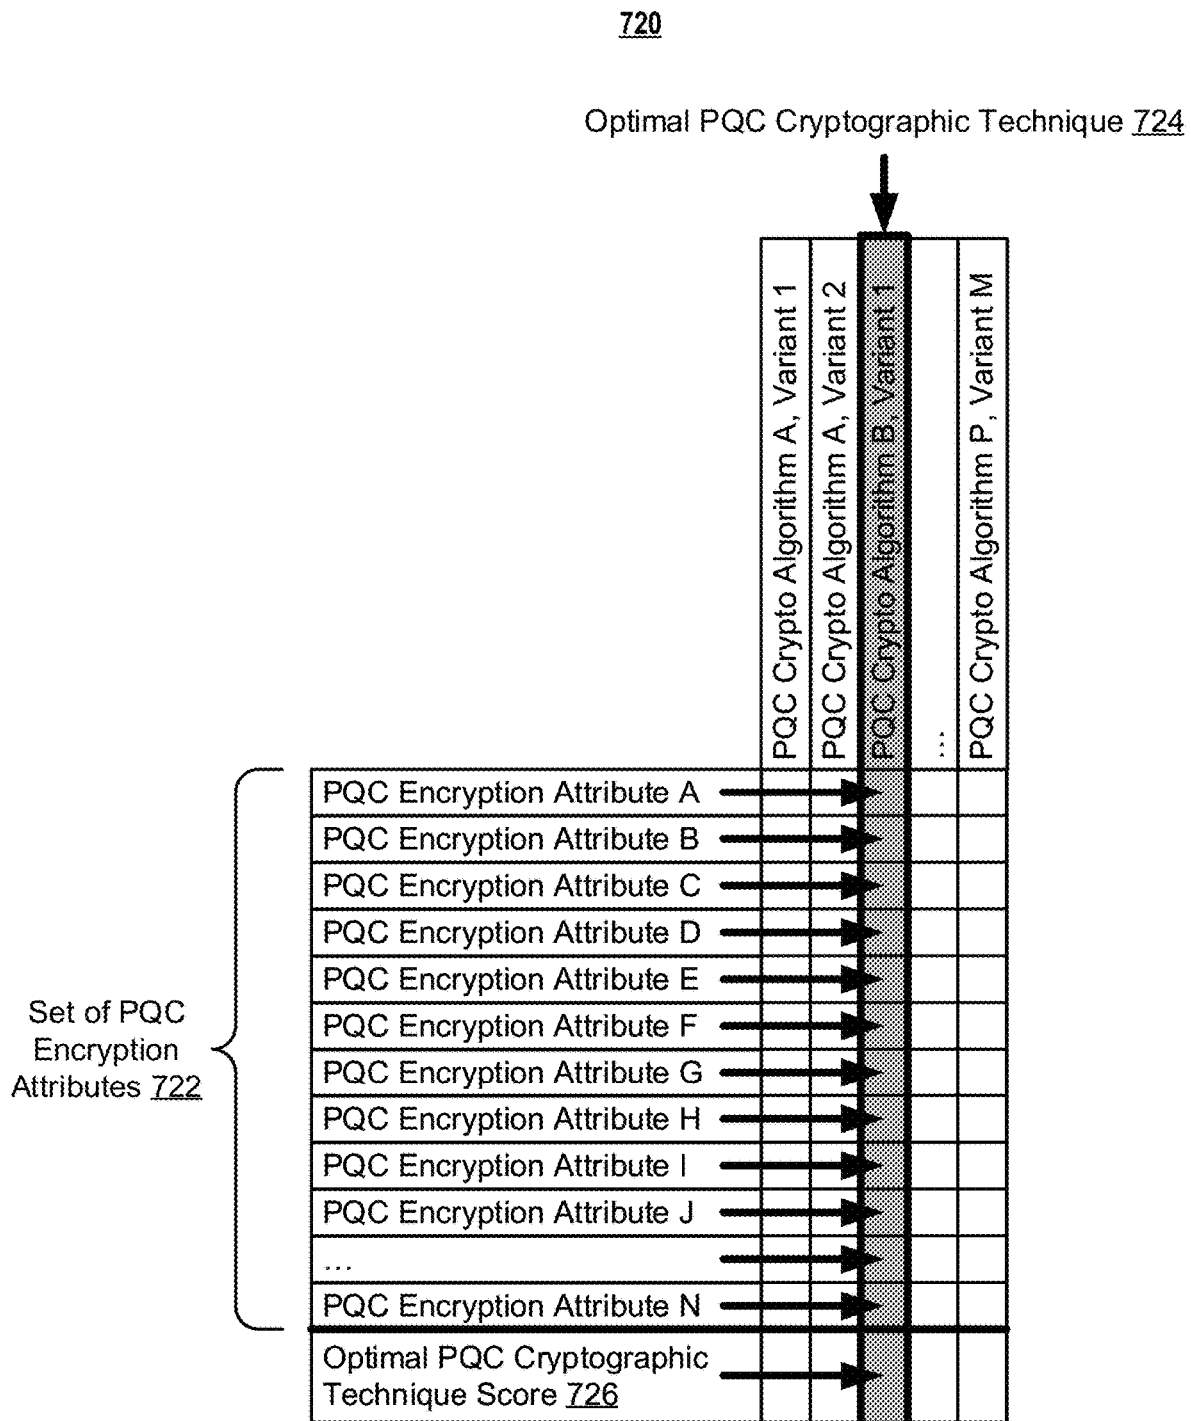 720
Optimal PQC Cryptographic Technique 724
PQC Crypto Algorithm A, Variant 1
PQC Crypto Algorithm A, Variant 2
PQC Crypto Algorithm B, Variant 1
...
PQC Crypto Algorithm P, Variant M
Set of PQC
Encryption
Attributes 722
PQC Encryption Attribute A
PQC Encryption Attribute B
PQC Encryption Attribute C
PQC Encryption Attribute D
PQC Encryption Attribute E
PQC Encryption Attribute F
PQC Encryption Attribute G
PQC Encryption Attribute H
PQC Encryption Attribute I
PQC Encryption Attribute J
...
PQC Encryption Attribute N
Optimal PQC Cryptographic
Technique Score 726